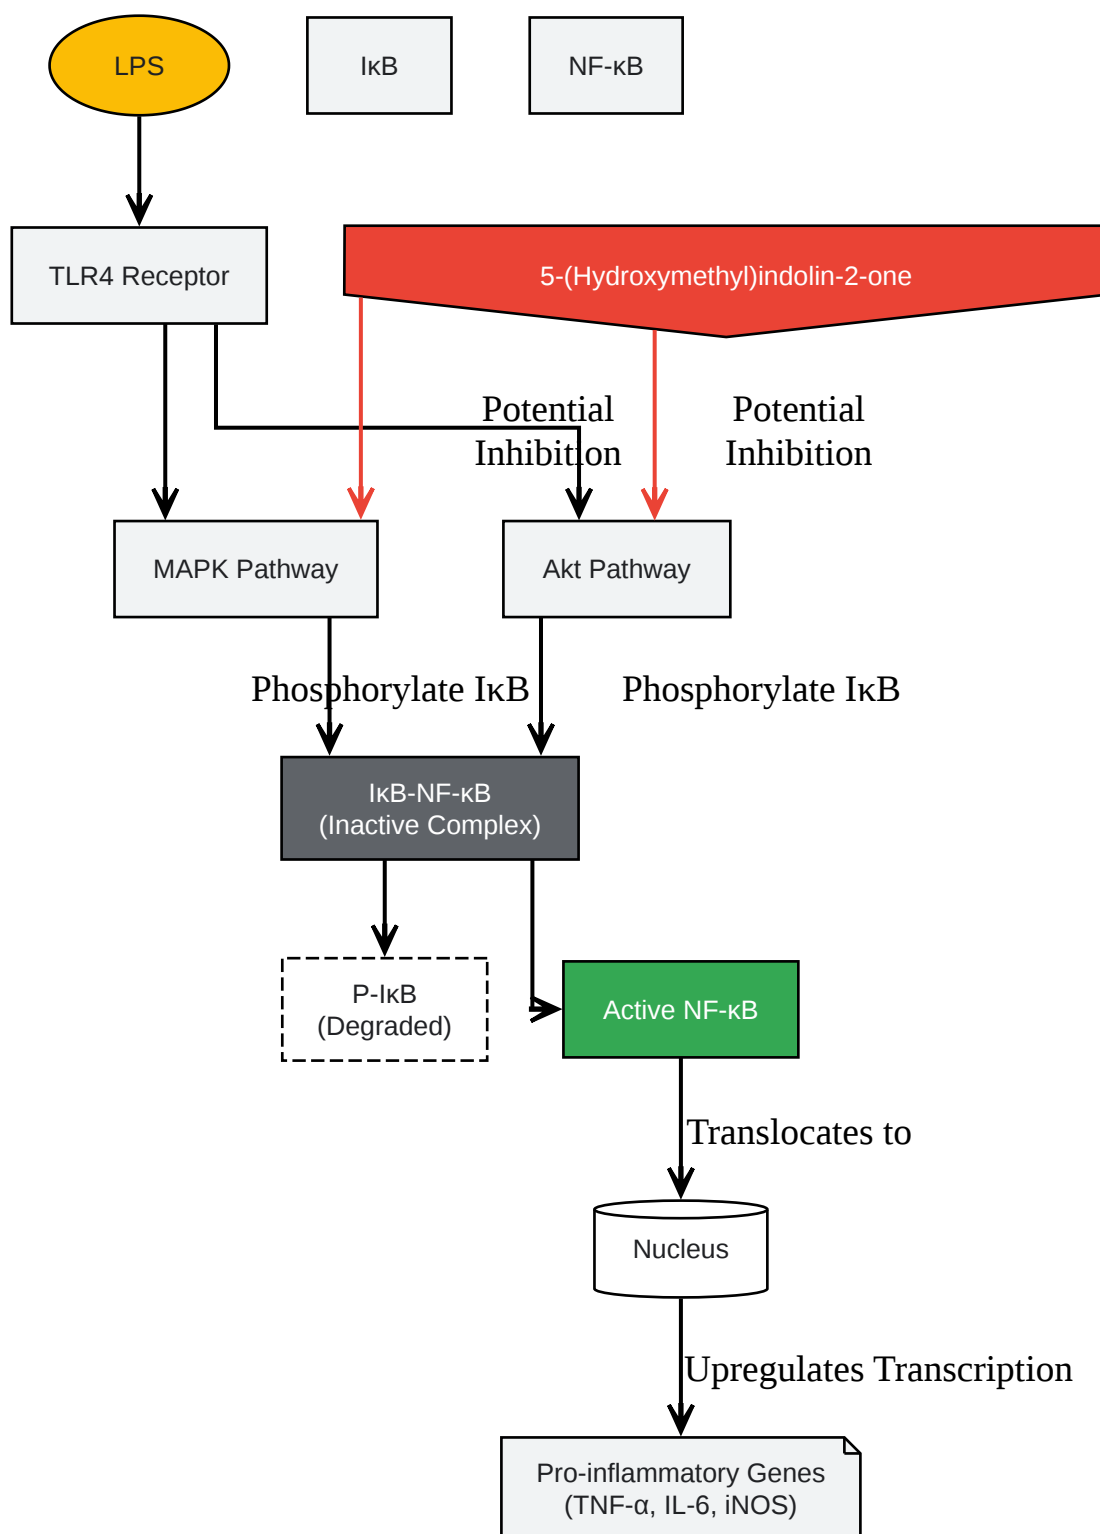 LPS
IκB
NF-κB
TLR4 Receptor
5-(Hydroxymethyl)indolin-2-one
Potential
Inhibition
Potential
Inhibition
MAPK Pathway
Akt Pathway
Phosphorylate IκB
Phosphorylate IκB
IκB-NF-κB
(Inactive Complex)
P-IκB
(Degraded)
Active NF-κB
Translocates to
Nucleus
Upregulates Transcription
Pro-inflammatory Genes
(TNF-α, IL-6, iNOS)